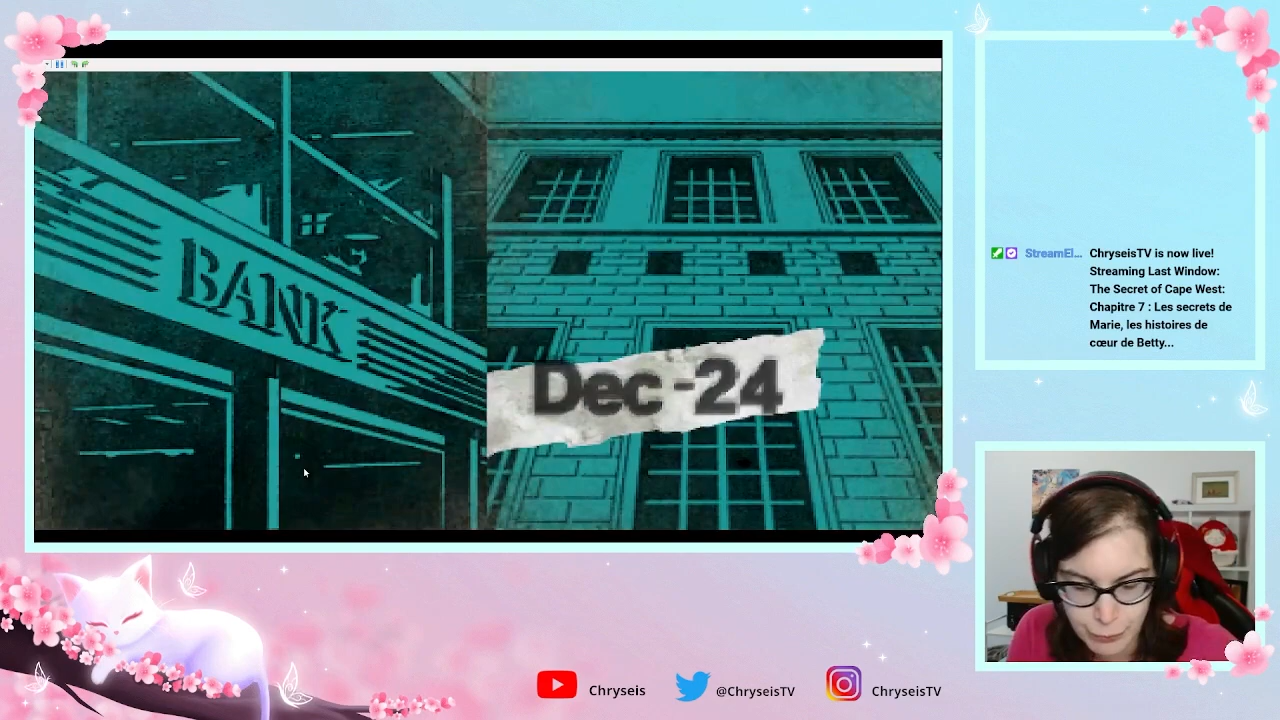 BANK
Dec-24
StreamEl... ChryseisTV is now live!
Streaming Last Window:
The Secret of Cape West:
Chapitre 7 : Les secrets de
Marie, les histoires de
cœur de Betty...
Chryseis
@ChryseisTV
ChryseisTV